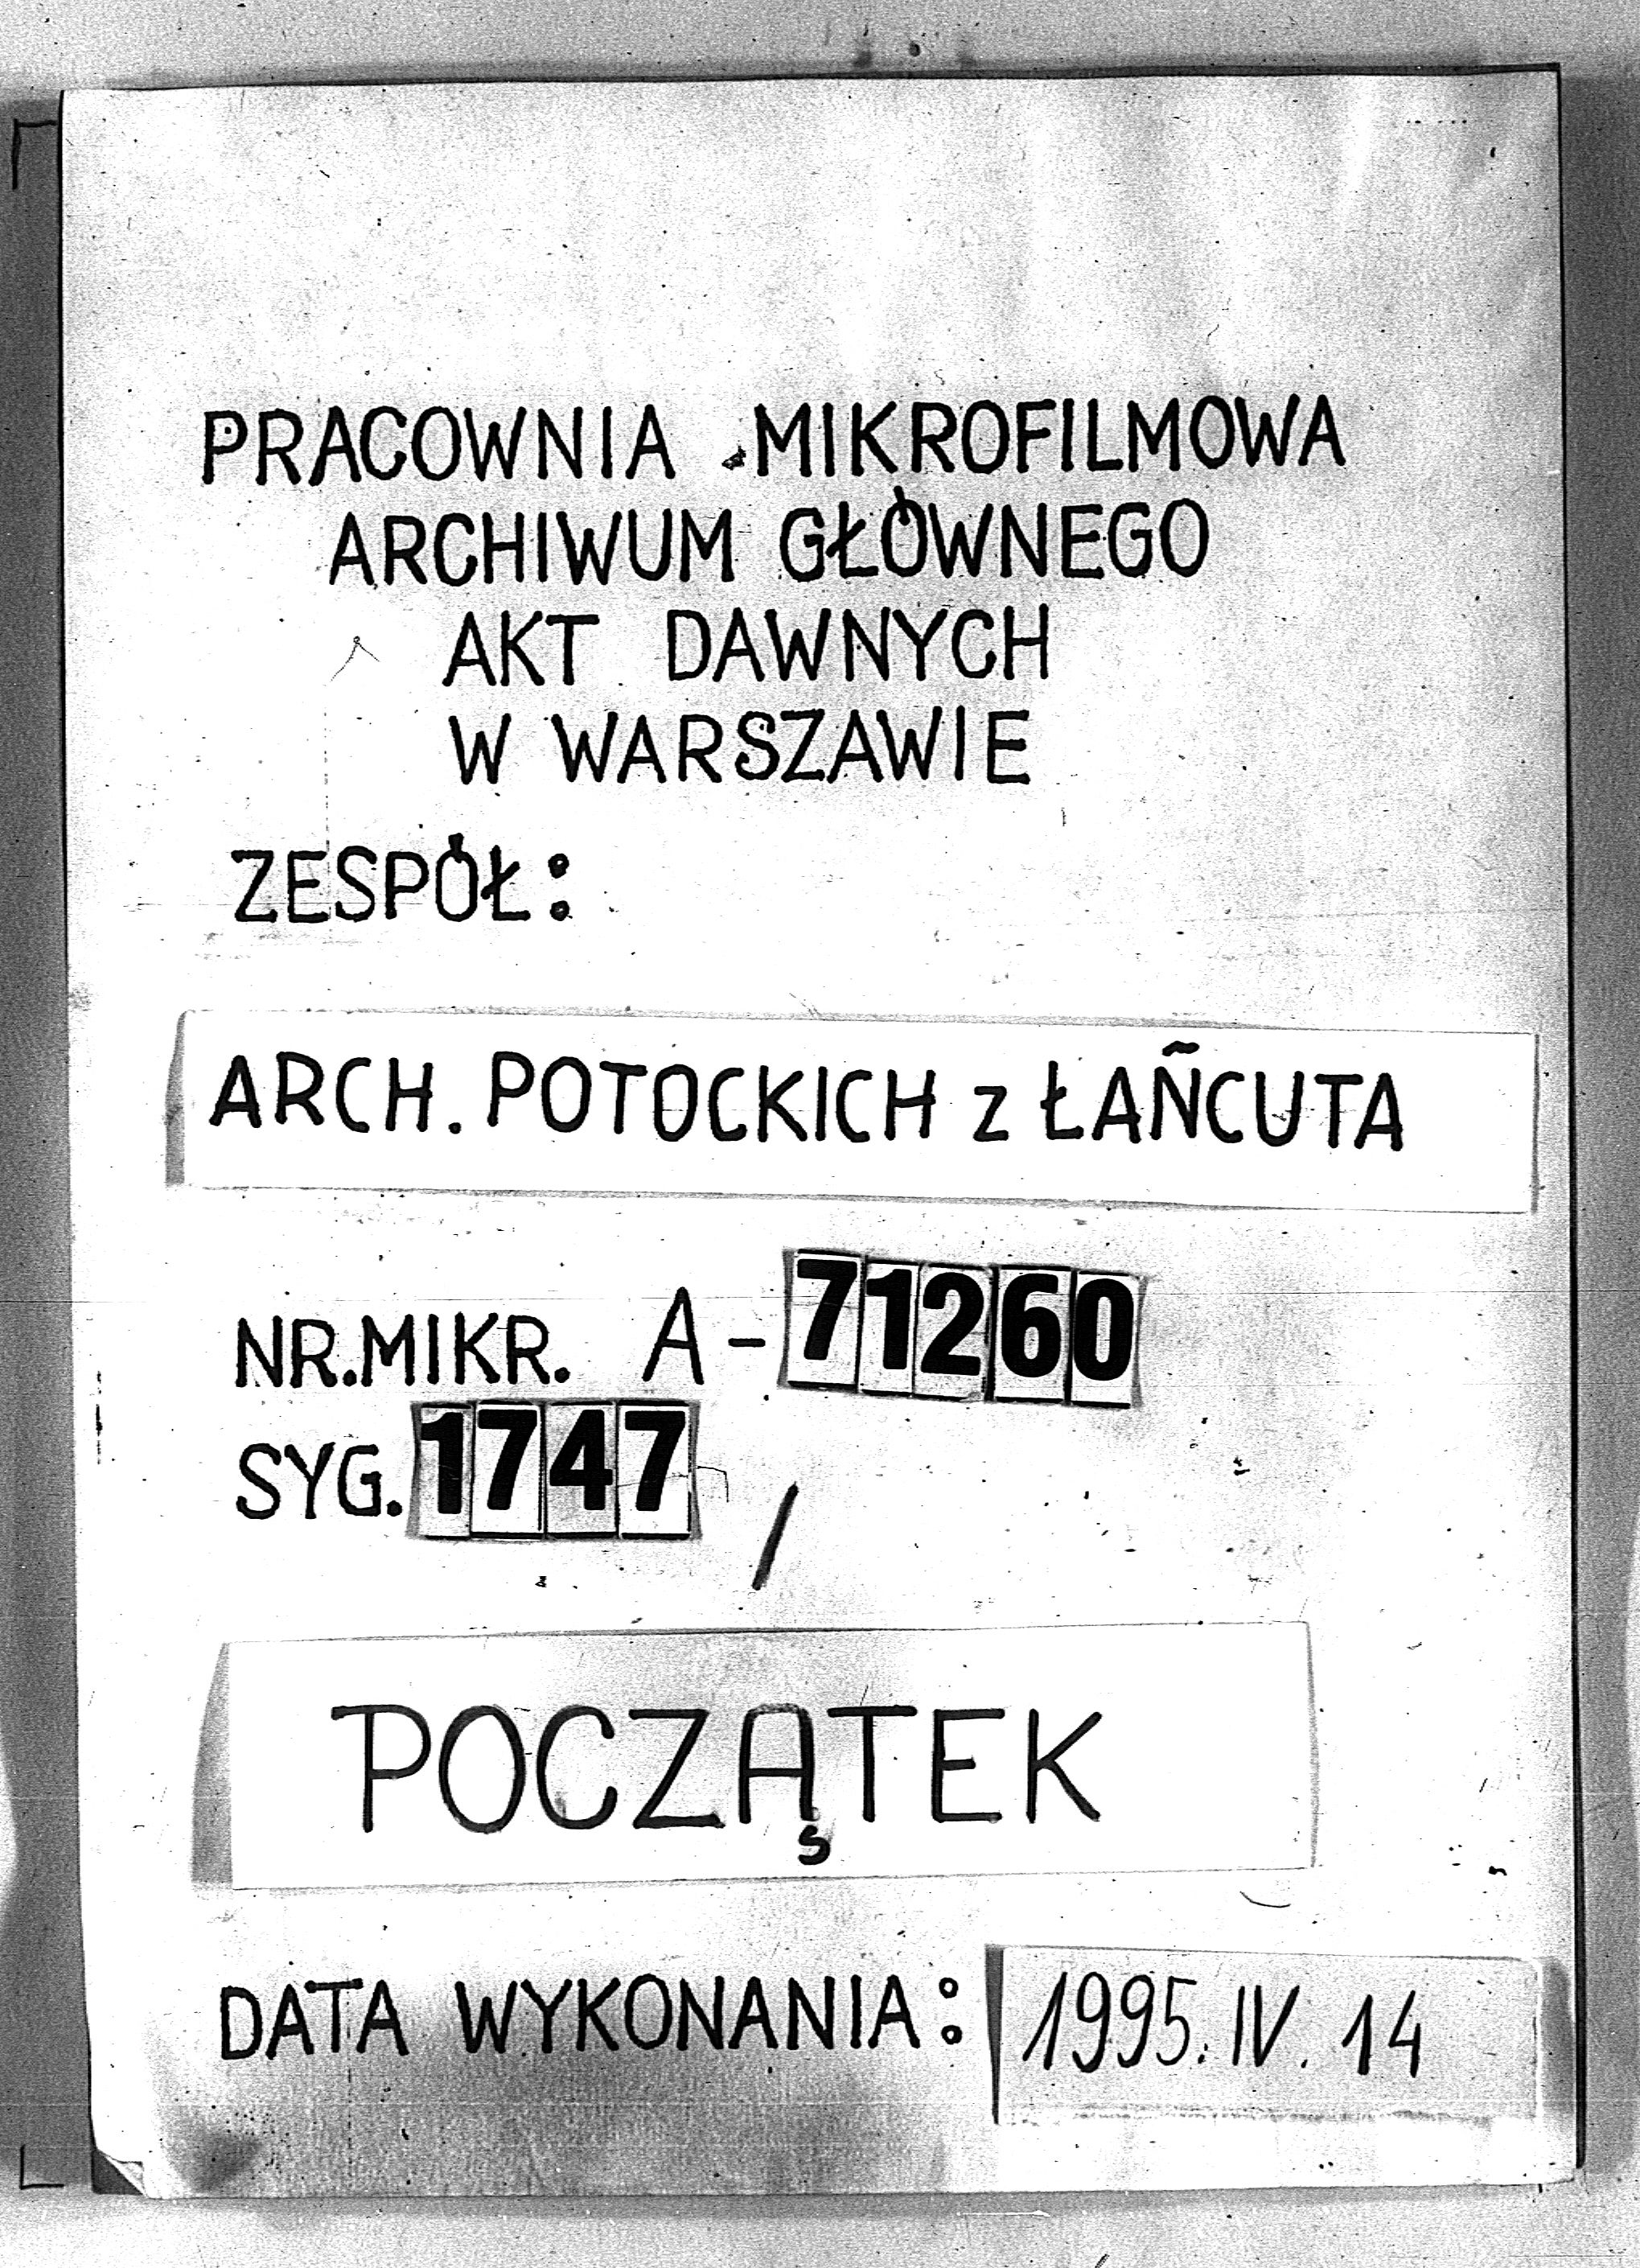 PRACOWNIA MIKROFILMOWA
ARCHIWUM GŁÓWNEGO
AKT DAWNYCH
W WARSZAWIE
ZESPÓŁ:
ARCH. POTOCKICH z ŁAÑCUTA
NR.MIKR. A-71260
SYG. 1747 /
POCZĄTEK
DATA WYKONANIA: 1995. IV. 14